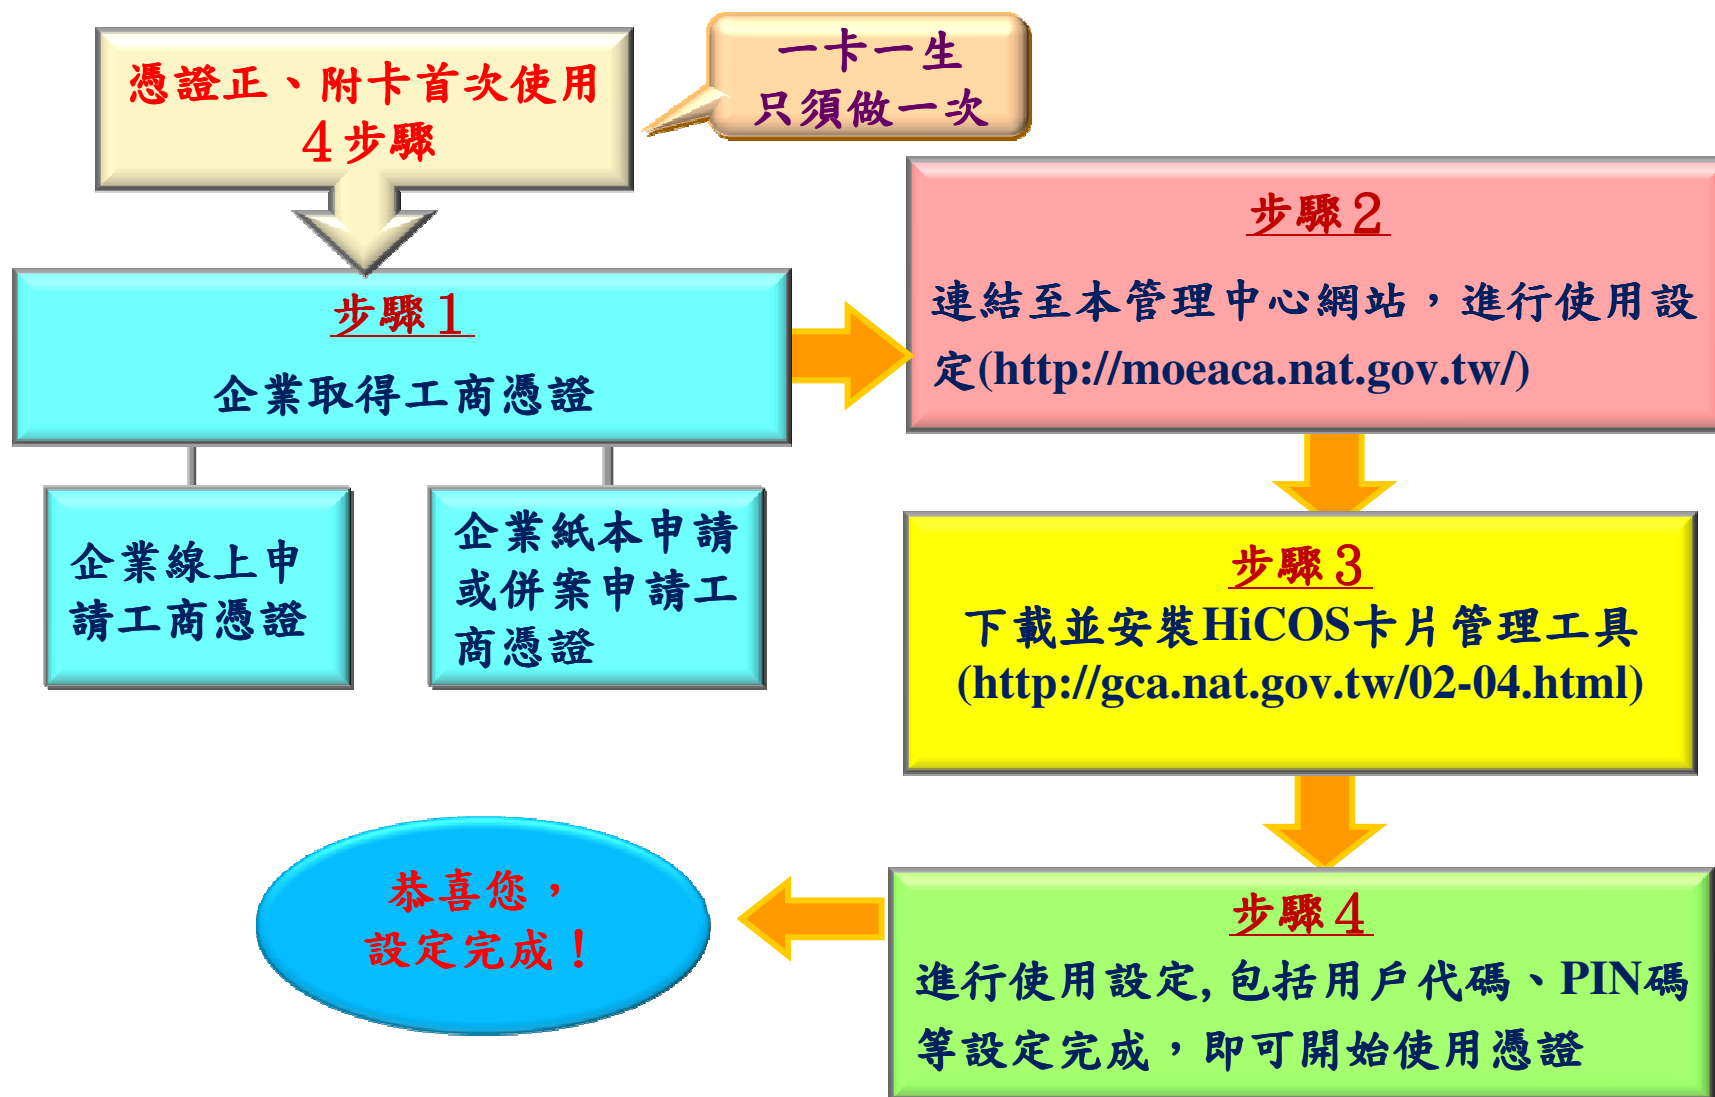 憑證正、附卡首次使用
4步驟
一卡一生
只須做一次
步驟1
企業取得工商憑證
企業線上申
請工商憑證
企業紙本申請
或併案申請工
商憑證
步驟2
連結至本管理中心網站，進行使用設
定(http://moeaca.nat.gov.tw/)
步驟3
下載並安裝HiCOS卡片管理工具
(http://gca.nat.gov.tw/02-04.html)
步驟4
進行使用設定, 包括用戶代碼、PIN碼
等設定完成，即可開始使用憑證
恭喜您，
設定完成！